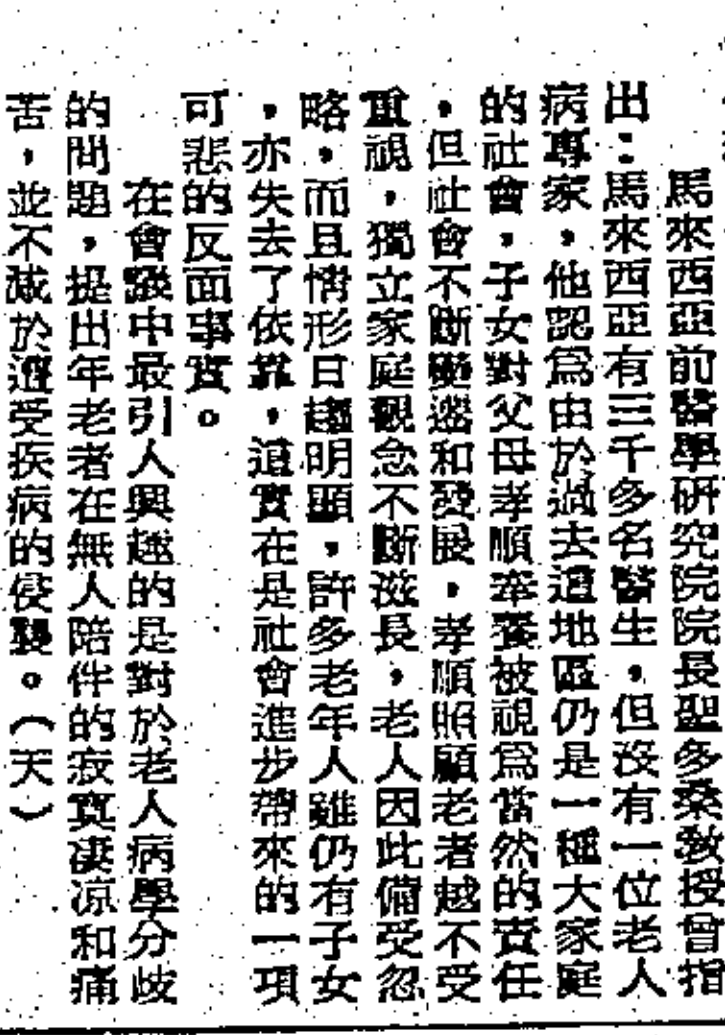 馬來西亞前醫學研究院院長聖多桑敎授曾指
出：馬來西亞有三千多名醫生，但沒有一位老人
病專家，他認爲由於過去這地區仍是一種大家庭
的社會，子女對父母孝順奉養被視爲當然的責任
，但社會不斷變遷和發展，孝順照顧老者越不受
重視，獨立家庭觀念不斷滋長，老人因此備受忽
略，而且情形日趨明顯，許多老年人雖仍有子女
，亦失去了依靠，這實在是社會進步帶來的一項
可悲的反面事實。
在會議中最引人興趣的是對於老人病學分歧
的問題，提出年老者在無人陪伴的寂寞凄凉和痛
苦，並不减於遭受疾病的侵襲。（天）